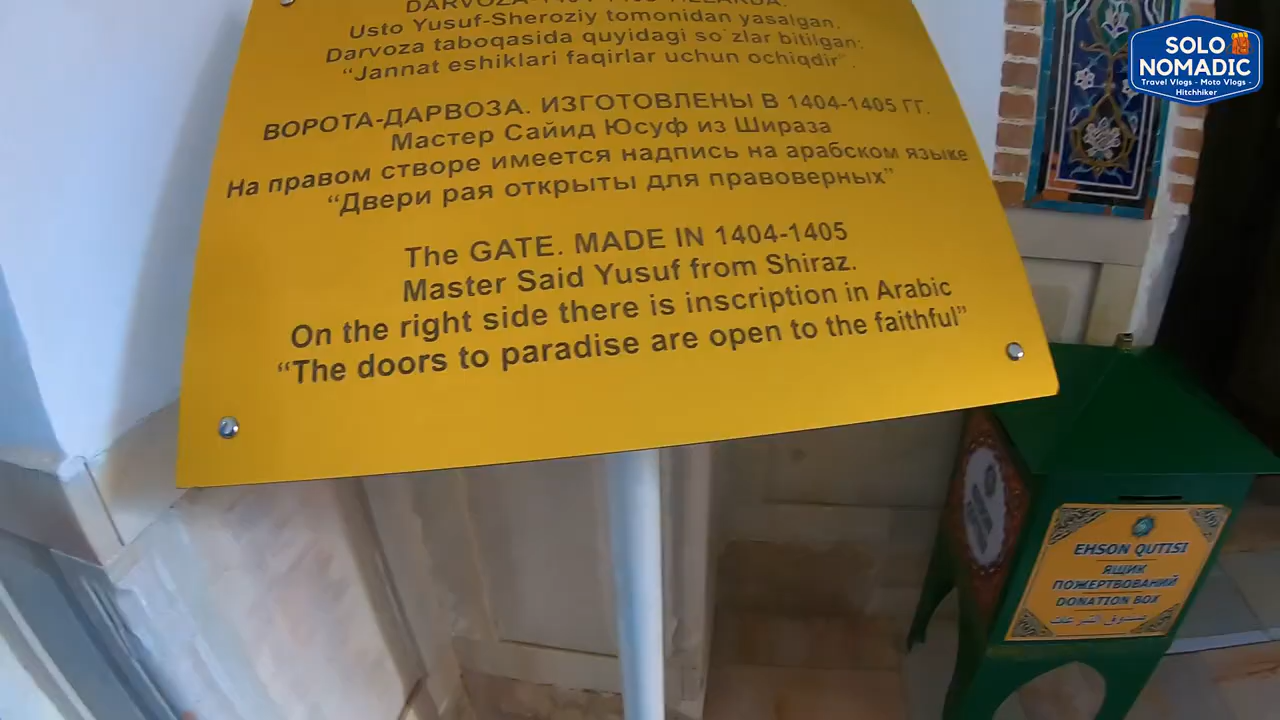 DARVOZA 1404-1405 YILLARDA.
Usto Yusuf-Sheroziy tomonidan yasalgan.
Darvoza taboqasida quyidagi so`zlar bitilgan:
“Jannat eshiklari faqirlar uchun ochiqdir”.
ВОРОТА-ДАРВОЗА. ИЗГОТОВЛЕНЫ В 1404-1405 ГГ.
Мастер Сайид Юсуф из Шираза
На правом створе имеется надпись на арабском языке
“Двери рая открыты для правоверных”
The GATE. MADE IN 1404-1405
Master Said Yusuf from Shiraz.
On the right side there is inscription in Arabic
“The doors to paradise are open to the faithful”
SOLO
NOMADIC
Travel Vlogs - Moto Vlogs -
Hitchhiker
EHSON QUTISI
ЯЩИК
ПОЖЕРТВОВАНИЙ
DONATION BOX